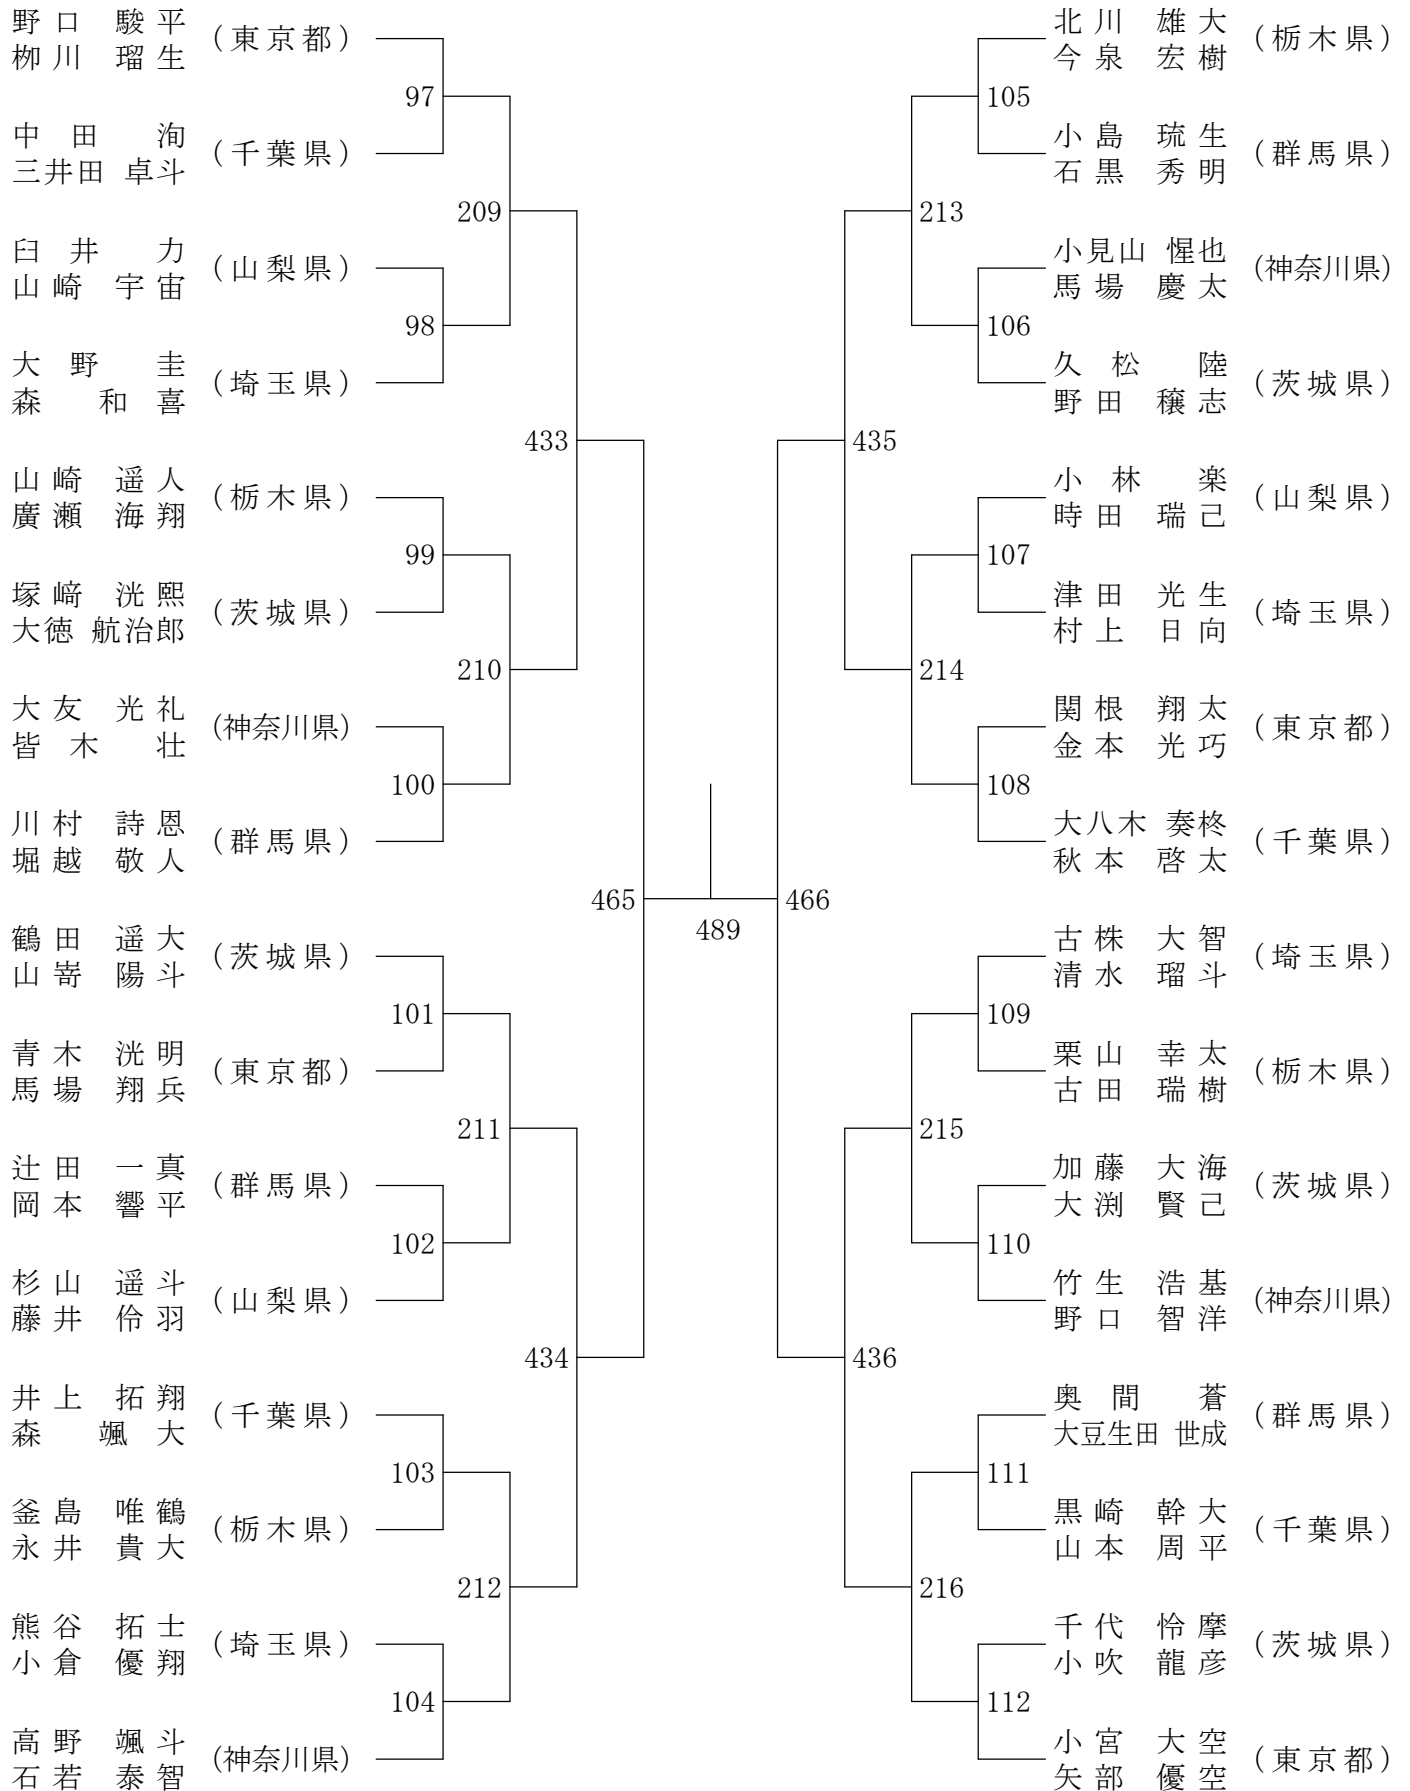 野口 駿平
栁川 瑠生
(東京都)
97
中田 洵
三井田 卓斗
(千葉県)
209
臼井 力
山崎 宇宙
(山梨県)
98
大野 圭
森 和喜
(埼玉県)
433
山崎 遥人
廣瀬 海翔
(栃木県)
99
塚﨑 洸熙
大徳 航治郎
(茨城県)
210
大友 光礼
皆木 壮
(神奈川県)
100
川村 詩恩
堀越 敬人
(群馬県)
465
鶴田 遥大
山嵜 陽斗
(茨城県)
101
青木 洸明
馬場 翔兵
(東京都)
211
辻田 一真
岡本 響平
(群馬県)
102
杉山 遥斗
藤井 伶羽
(山梨県)
434
井上 拓翔
森 颯大
(千葉県)
103
釜島 唯鶴
永井 貴大
(栃木県)
212
熊谷 拓士
小倉 優翔
(埼玉県)
104
高野 颯斗
石若 泰智
(神奈川県)
489
北川 雄大
今泉 宏樹
(栃木県)
105
小島 琉生
石黒 秀明
(群馬県)
213
小見山 惺也
馬場 慶太
(神奈川県)
106
久松 陸
野田 穣志
(茨城県)
435
小林 楽
時田 瑞己
(山梨県)
107
津田 光生
村上 日向
(埼玉県)
214
関根 翔太
金本 光巧
(東京都)
108
大八木 奏柊
秋本 啓太
(千葉県)
466
古株 大智
清水 瑠斗
(埼玉県)
109
栗山 幸太
古田 瑞樹
(栃木県)
215
加藤 大海
大渕 賢己
(茨城県)
110
竹生 浩基
野口 智洋
(神奈川県)
436
奥間 蒼
大豆生田 世成
(群馬県)
111
黒崎 幹大
山本 周平
(千葉県)
216
千代 怜摩
小吹 龍彦
(茨城県)
112
小宮 大空
矢部 優空
(東京都)